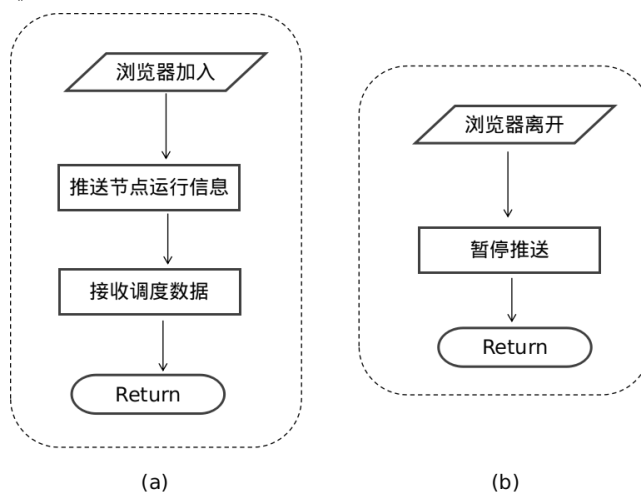 浏览器加入
推送节点运行信息
接收调度数据
Return
(a)
浏览器离开
暂停推送
Return
(b)